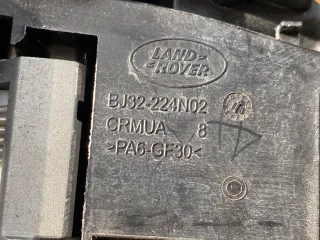 LAND
ROVER
BJ32-224N02
CRMUA 8
>PA6-GF30<